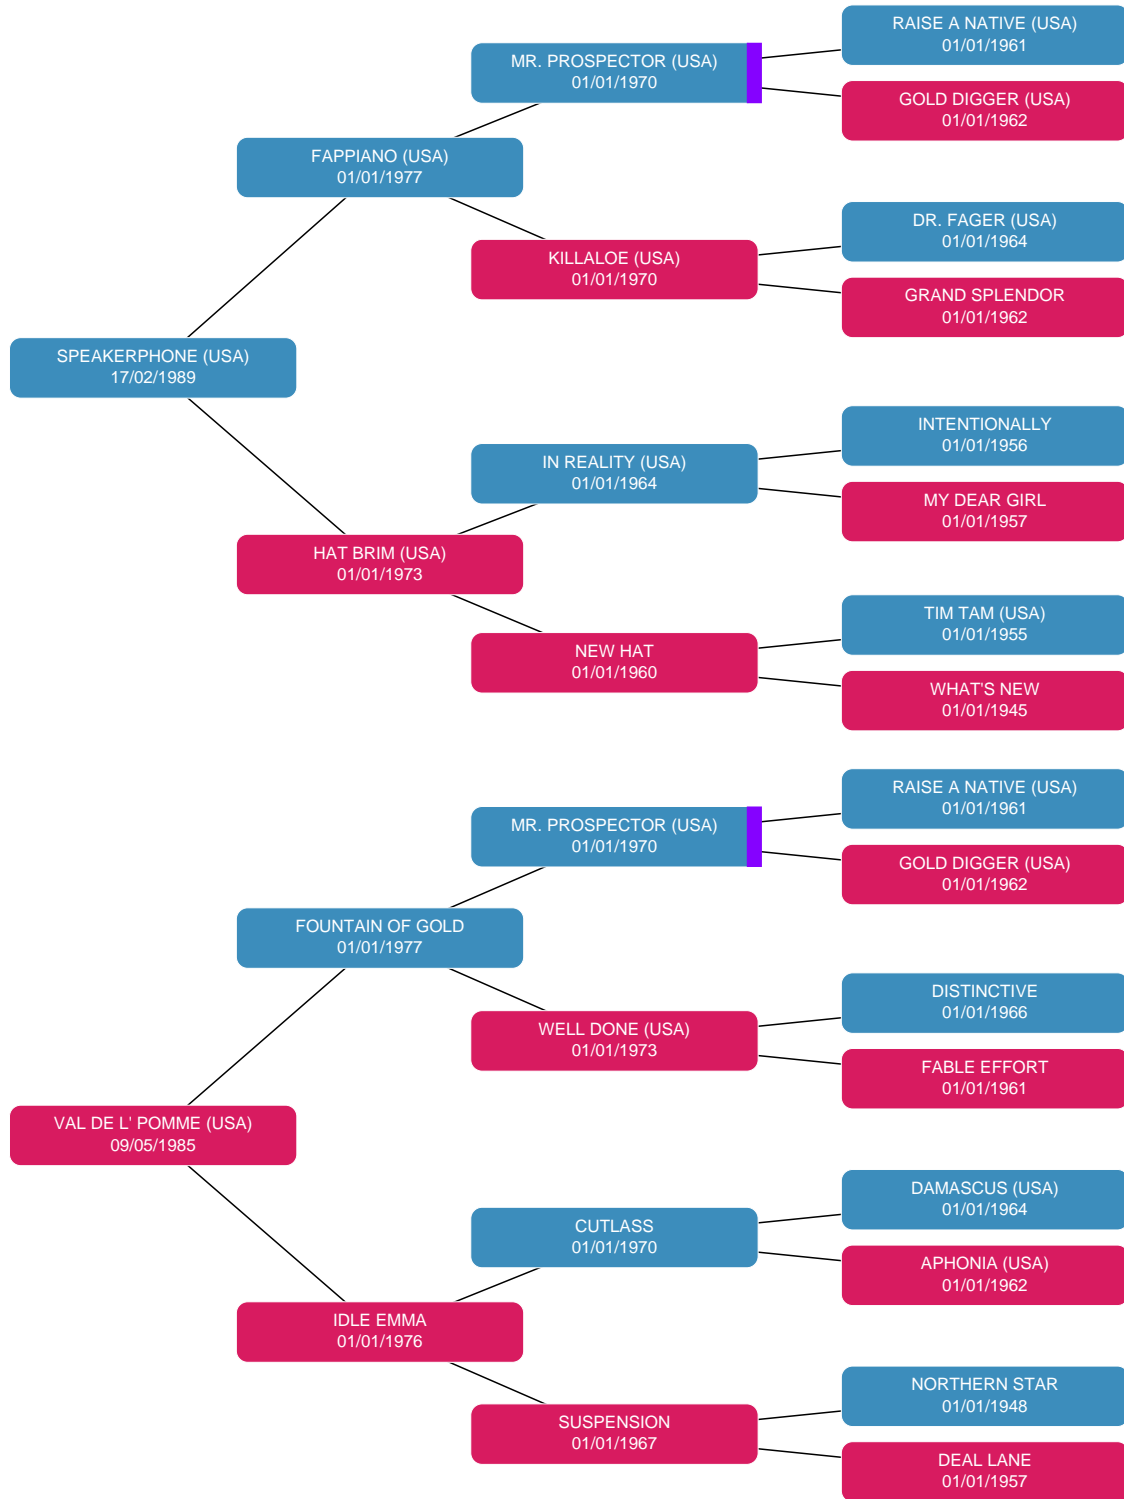 RAISE A NATIVE (USA)
01/01/1961
MR. PROSPECTOR (USA)
01/01/1970
GOLD DIGGER (USA)
01/01/1962
FAPPIANO (USA)
01/01/1977
DR. FAGER (USA)
01/01/1964
KILLALOE (USA)
01/01/1970
GRAND SPLENDOR
01/01/1962
SPEAKERPHONE (USA)
17/02/1989
INTENTIONALLY
01/01/1956
IN REALITY (USA)
01/01/1964
MY DEAR GIRL
01/01/1957
HAT BRIM (USA)
01/01/1973
TIM TAM (USA)
01/01/1955
NEW HAT
01/01/1960
WHAT'S NEW
01/01/1945
RAISE A NATIVE (USA)
01/01/1961
MR. PROSPECTOR (USA)
01/01/1970
GOLD DIGGER (USA)
01/01/1962
FOUNTAIN OF GOLD
01/01/1977
DISTINCTIVE
01/01/1966
WELL DONE (USA)
01/01/1973
FABLE EFFORT
01/01/1961
VAL DE L' POMME (USA)
09/05/1985
DAMASCUS (USA)
01/01/1964
CUTLASS
01/01/1970
APHONIA (USA)
01/01/1962
IDLE EMMA
01/01/1976
NORTHERN STAR
01/01/1948
SUSPENSION
01/01/1967
DEAL LANE
01/01/1957